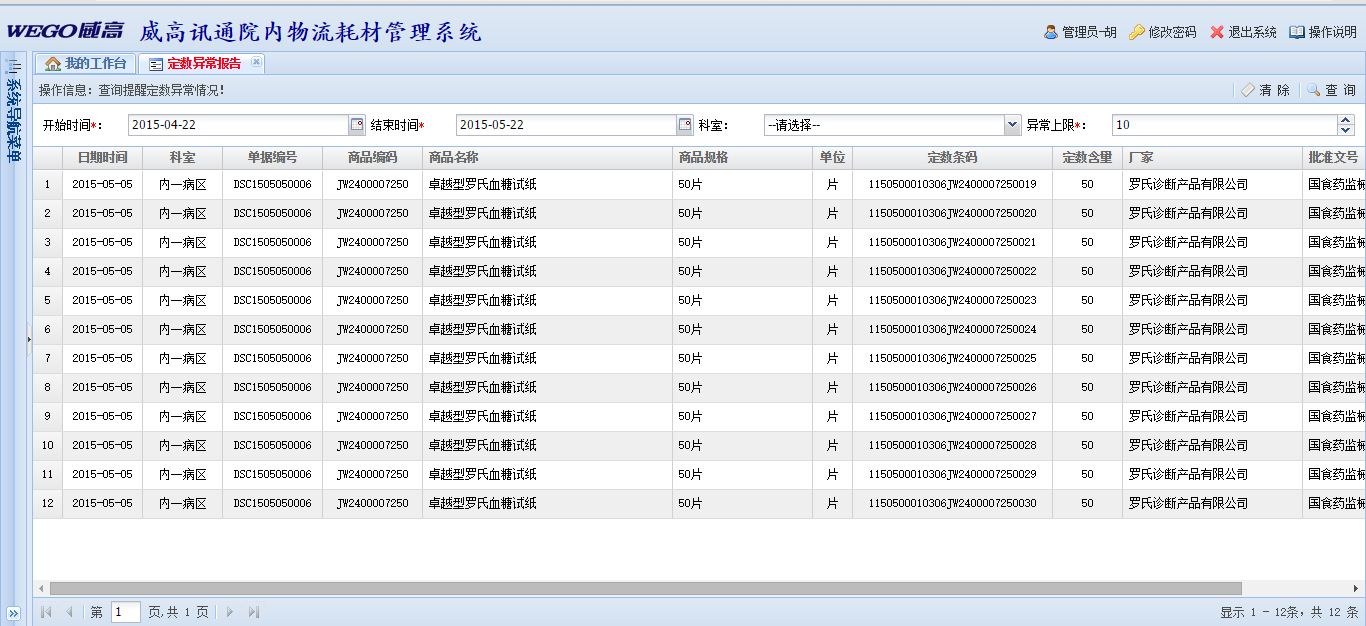 WEGO威高 威高讯通院内物流耗材管理系统
管理员-胡 修改密码 退出系统 操作说明
系统导航菜单
我的工作台 定数异常报告
操作信息：查询提醒定数异常情况！ 清 除 查 询
开始时间*： 2015-04-22 结束时间* 2015-05-22 科室： --请选择-- 异常上限*： 10
日期时间 科室 单据编号 商品编码 商品名称 商品规格 单位 定数条码 定数含量 厂家 批准文号
1 2015-05-05 内一病区 DSC1505050006 JW2400007250 卓越型罗氏血糖试纸 50片 片 1150500010306JW2400007250019 50 罗氏诊断产品有限公司 国食药监械
2 2015-05-05 内一病区 DSC1505050006 JW2400007250 卓越型罗氏血糖试纸 50片 片 1150500010306JW2400007250020 50 罗氏诊断产品有限公司 国食药监械
3 2015-05-05 内一病区 DSC1505050006 JW2400007250 卓越型罗氏血糖试纸 50片 片 1150500010306JW2400007250021 50 罗氏诊断产品有限公司 国食药监械
4 2015-05-05 内一病区 DSC1505050006 JW2400007250 卓越型罗氏血糖试纸 50片 片 1150500010306JW2400007250022 50 罗氏诊断产品有限公司 国食药监械
5 2015-05-05 内一病区 DSC1505050006 JW2400007250 卓越型罗氏血糖试纸 50片 片 1150500010306JW2400007250023 50 罗氏诊断产品有限公司 国食药监械
6 2015-05-05 内一病区 DSC1505050006 JW2400007250 卓越型罗氏血糖试纸 50片 片 1150500010306JW2400007250024 50 罗氏诊断产品有限公司 国食药监械
7 2015-05-05 内一病区 DSC1505050006 JW2400007250 卓越型罗氏血糖试纸 50片 片 1150500010306JW2400007250025 50 罗氏诊断产品有限公司 国食药监械
8 2015-05-05 内一病区 DSC1505050006 JW2400007250 卓越型罗氏血糖试纸 50片 片 1150500010306JW2400007250026 50 罗氏诊断产品有限公司 国食药监械
9 2015-05-05 内一病区 DSC1505050006 JW2400007250 卓越型罗氏血糖试纸 50片 片 1150500010306JW2400007250027 50 罗氏诊断产品有限公司 国食药监械
10 2015-05-05 内一病区 DSC1505050006 JW2400007250 卓越型罗氏血糖试纸 50片 片 1150500010306JW2400007250028 50 罗氏诊断产品有限公司 国食药监械
11 2015-05-05 内一病区 DSC1505050006 JW2400007250 卓越型罗氏血糖试纸 50片 片 1150500010306JW2400007250029 50 罗氏诊断产品有限公司 国食药监械
12 2015-05-05 内一病区 DSC1505050006 JW2400007250 卓越型罗氏血糖试纸 50片 片 1150500010306JW2400007250030 50 罗氏诊断产品有限公司 国食药监械
第 1 页,共 1 页 显示 1 - 12条，共 12 条